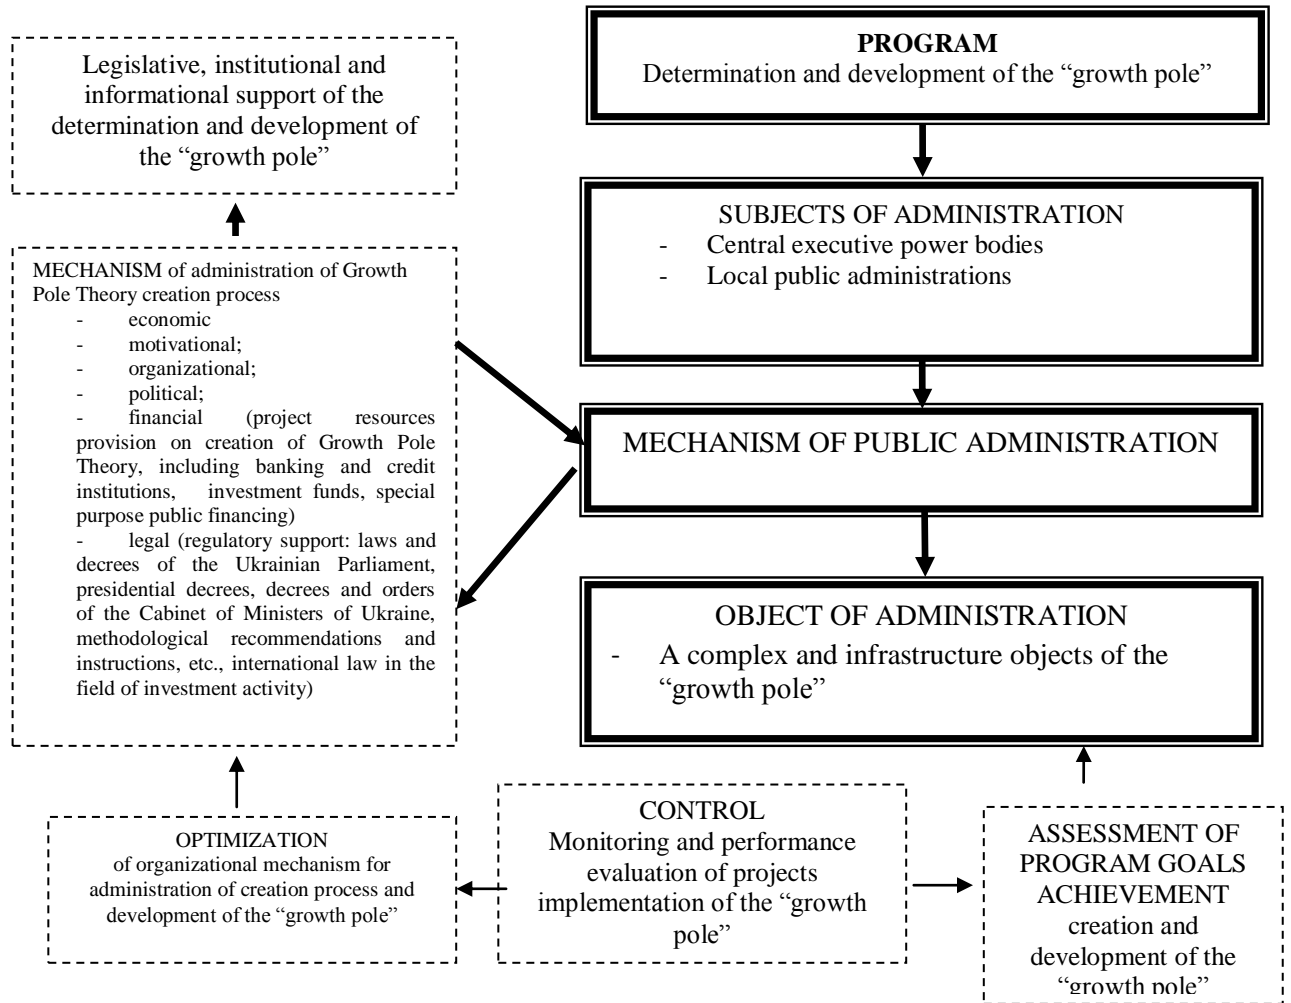 PROGRAM
Determination and development of the “growth pole”
Legislative, institutional and
informational support of the
determination and development of
the “growth pole”
SUBJECTS OF ADMINISTRATION
- Central executive power bodies
- Local public administrations
MECHANISM of administration of Growth
Pole Theory creation process
- economic
- motivational;
- organizational;
- political;
- financial (project resources
provision on creation of Growth Pole
Theory, including banking and credit
institutions, investment funds, special
purpose public financing)
- legal (regulatory support: laws and
decrees of the Ukrainian Parliament,
presidential decrees, decrees and orders
of the Cabinet of Ministers of Ukraine,
methodological recommendations and
instructions, etc., international law in the
field of investment activity)
MECHANISM OF PUBLIC ADMINISTRATION
OBJECT OF ADMINISTRATION
- A complex and infrastructure objects of the
“growth pole”
OPTIMIZATION
of organizational mechanism for
administration of creation process and
development of the “growth pole”
CONTROL
Monitoring and performance
evaluation of projects
implementation of the “growth
pole”
ASSESSMENT OF
PROGRAM GOALS
ACHIEVEMENT
creation and
development of the
“growth pole”